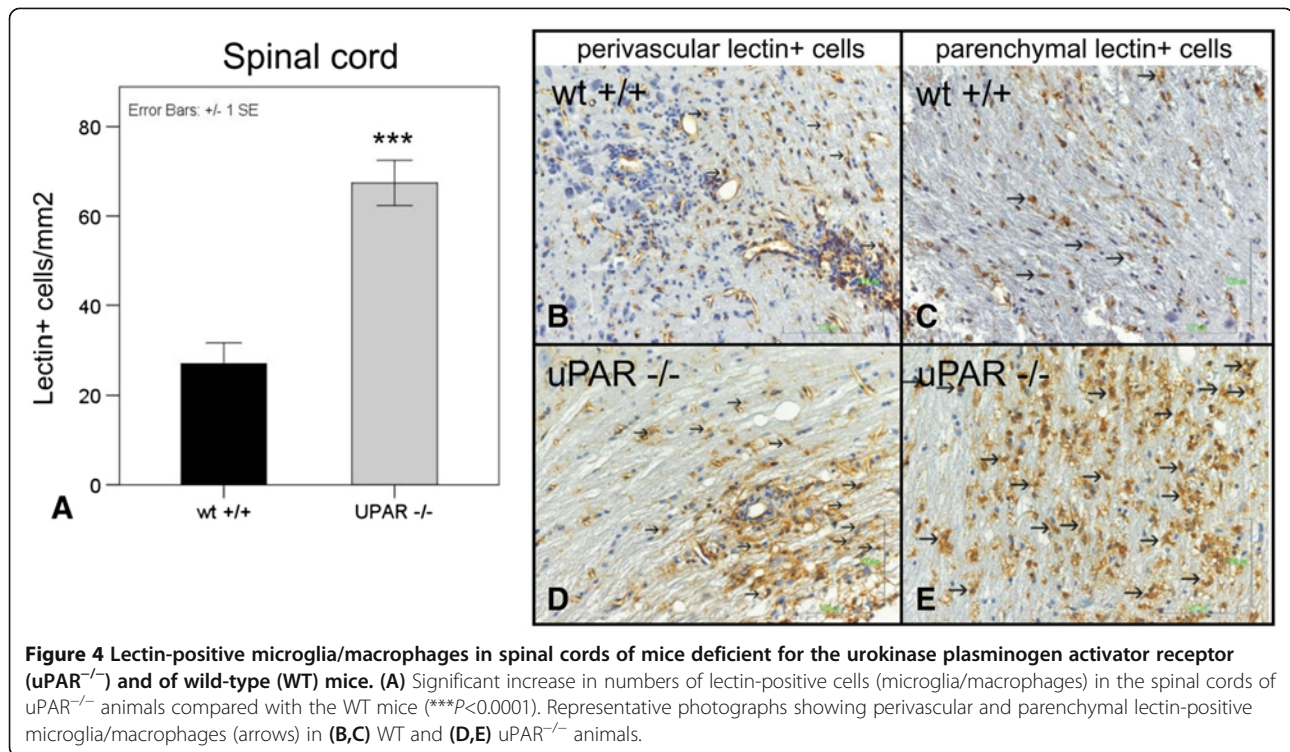 Spinal cord
Error Bars: +/- 1 SE
***
80
60
40
20
0
Lectin+ cells/mm2
wt +/+
UPAR -/-
A
perivascular lectin+ cells
parenchymal lectin+ cells
wt +/+
B
wt +/+
C
uPAR -/-
D
uPAR -/-
E
Figure 4 Lectin-positive microglia/macrophages in spinal cords of mice deficient for the urokinase plasminogen activator receptor
(uPAR−/−) and of wild-type (WT) mice. (A) Significant increase in numbers of lectin-positive cells (microglia/macrophages) in the spinal cords of
uPAR−/− animals compared with the WT mice (***P<0.0001). Representative photographs showing perivascular and parenchymal lectin-positive
microglia/macrophages (arrows) in (B,C) WT and (D,E) uPAR−/− animals.